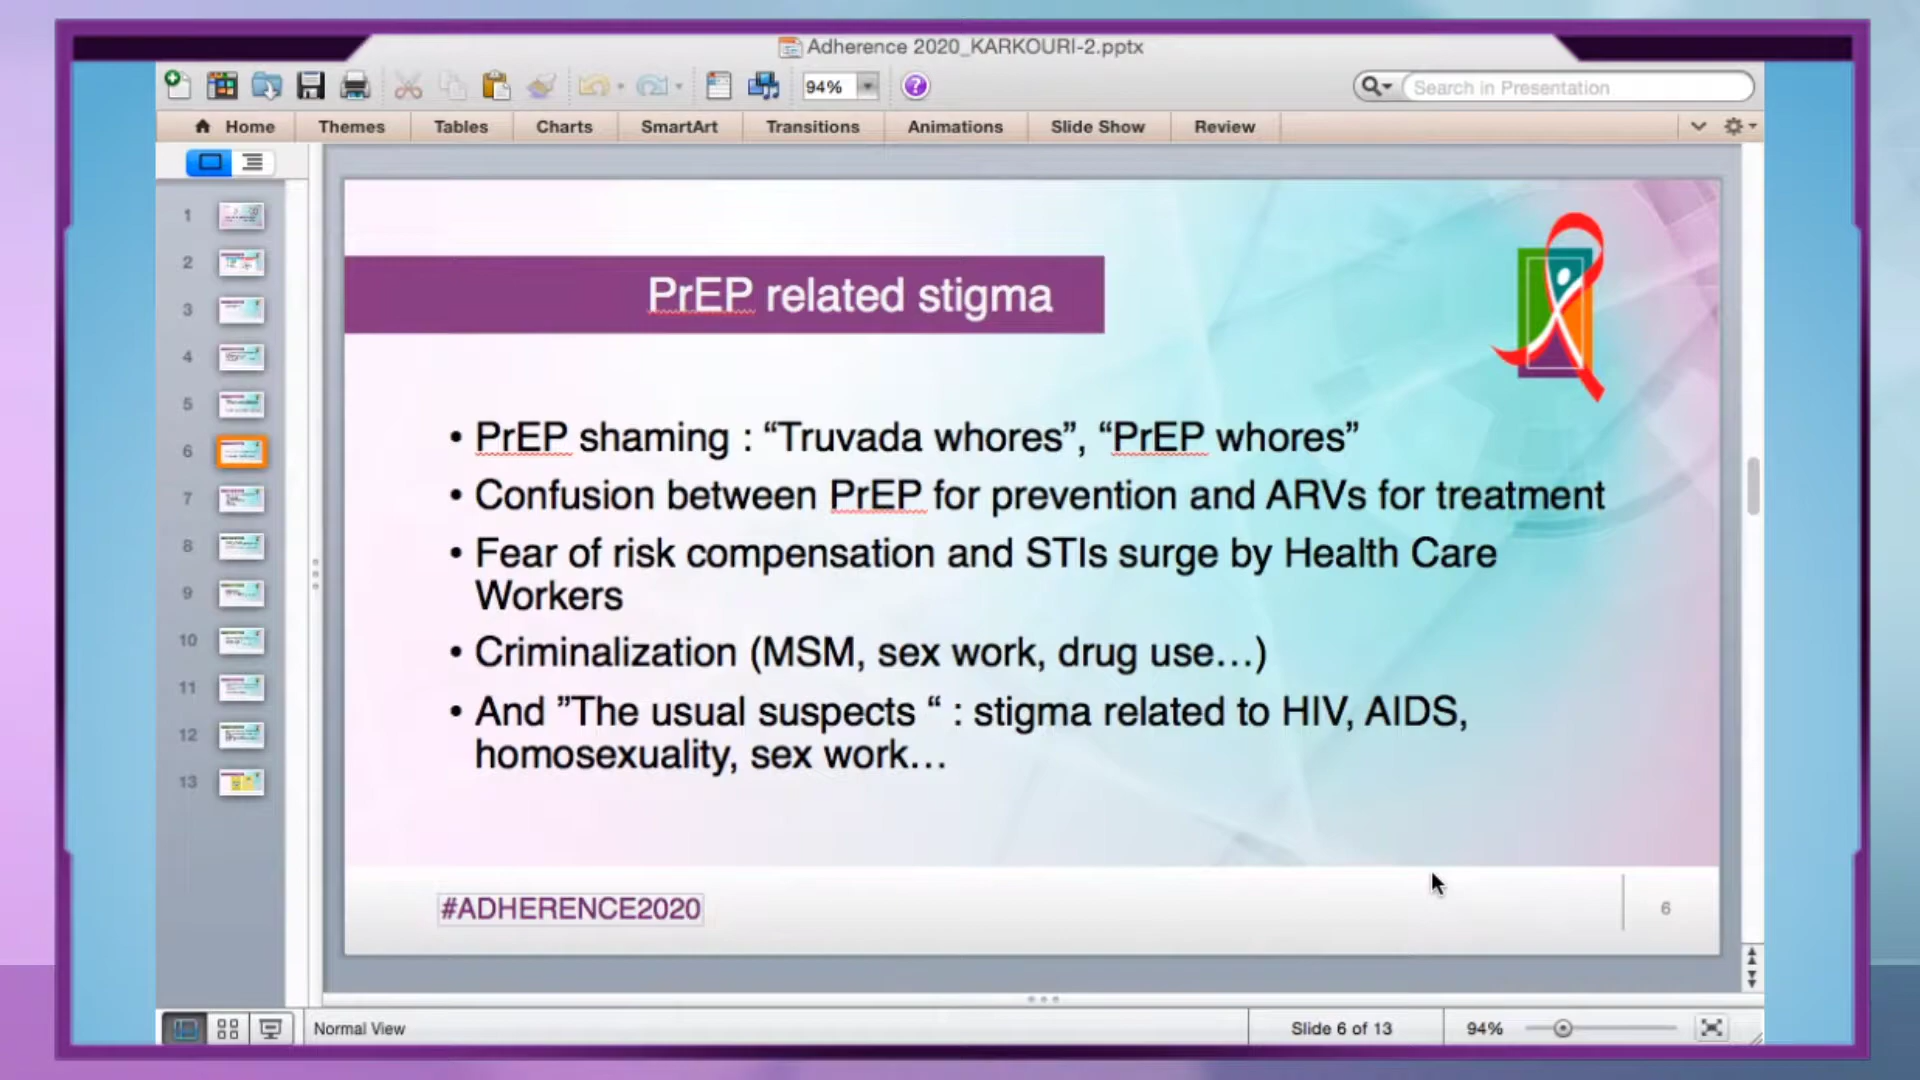 Adherence 2020_KARKOURI-2.pptx
94%
Search in Presentation
Home Themes Tables Charts SmartArt Transitions Animations Slide Show Review
1
2
3
4
5
6
7
8
9
10
11
12
13
PrEP related stigma
• PrEP shaming : “Truvada whores”, “PrEP whores”
• Confusion between PrEP for prevention and ARVs for treatment
• Fear of risk compensation and STIs surge by Health Care
Workers
• Criminalization (MSM, sex work, drug use…)
• And ”The usual suspects “ : stigma related to HIV, AIDS,
homosexuality, sex work…
#ADHERENCE2020
6
Normal View
Slide 6 of 13
94%